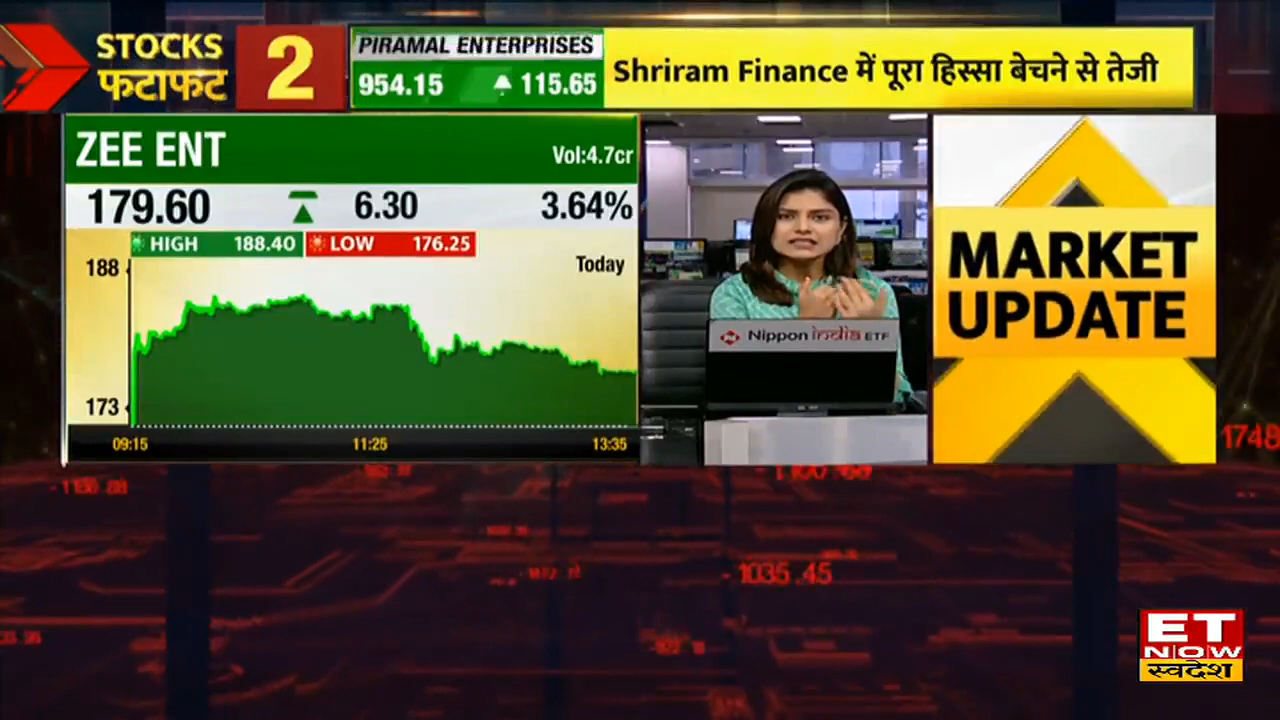 STOCKS
फटाफट
2
PIRAMAL ENTERPRISES
954.15 115.65
Shriram Finance में पूरा हिस्सा बेचने से तेजी
ZEE ENT
Vol:4.7cr
179.60 6.30 3.64%
HIGH 188.40 LOW 176.25
Today
188
173
09:15 11:25 13:35
Nippon india ETF
MARKET
UPDATE
1748
-1035.45
ET
NOW
स्वदेश